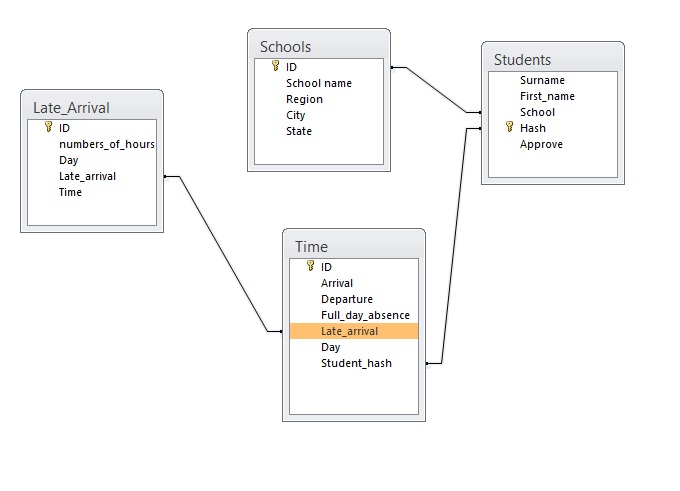 Schools
ID
School name
Region
City
State
Students
Surname
First_name
School
Hash
Approve
Late_Arrival
ID
numbers_of_hours
Day
Late_arrival
Time
Time
ID
Arrival
Departure
Full_day_absence
Late_arrival
Day
Student_hash